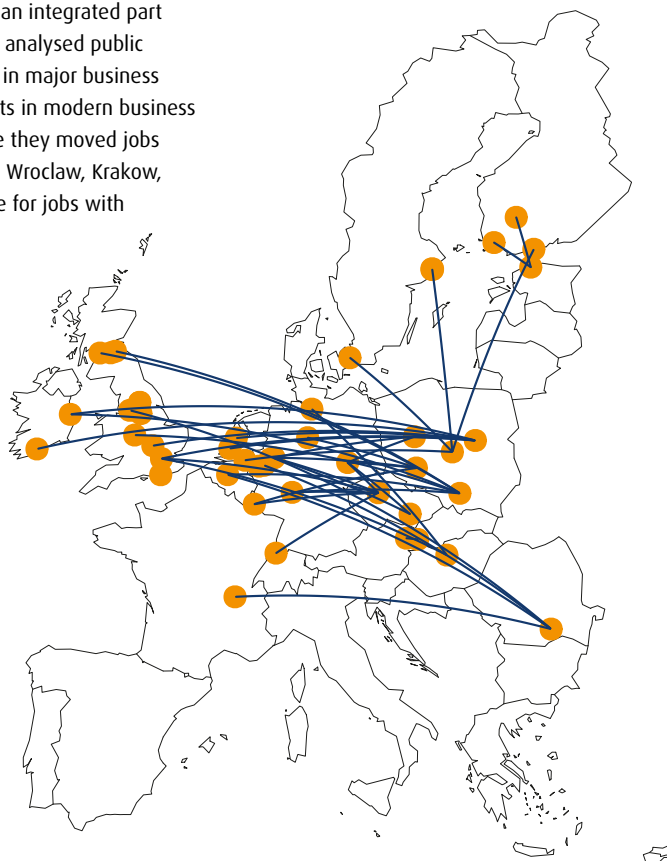 an integrated part
analysed public
in major business
ts in modern business
e they moved jobs
Wroclaw, Krakow,
e for jobs with